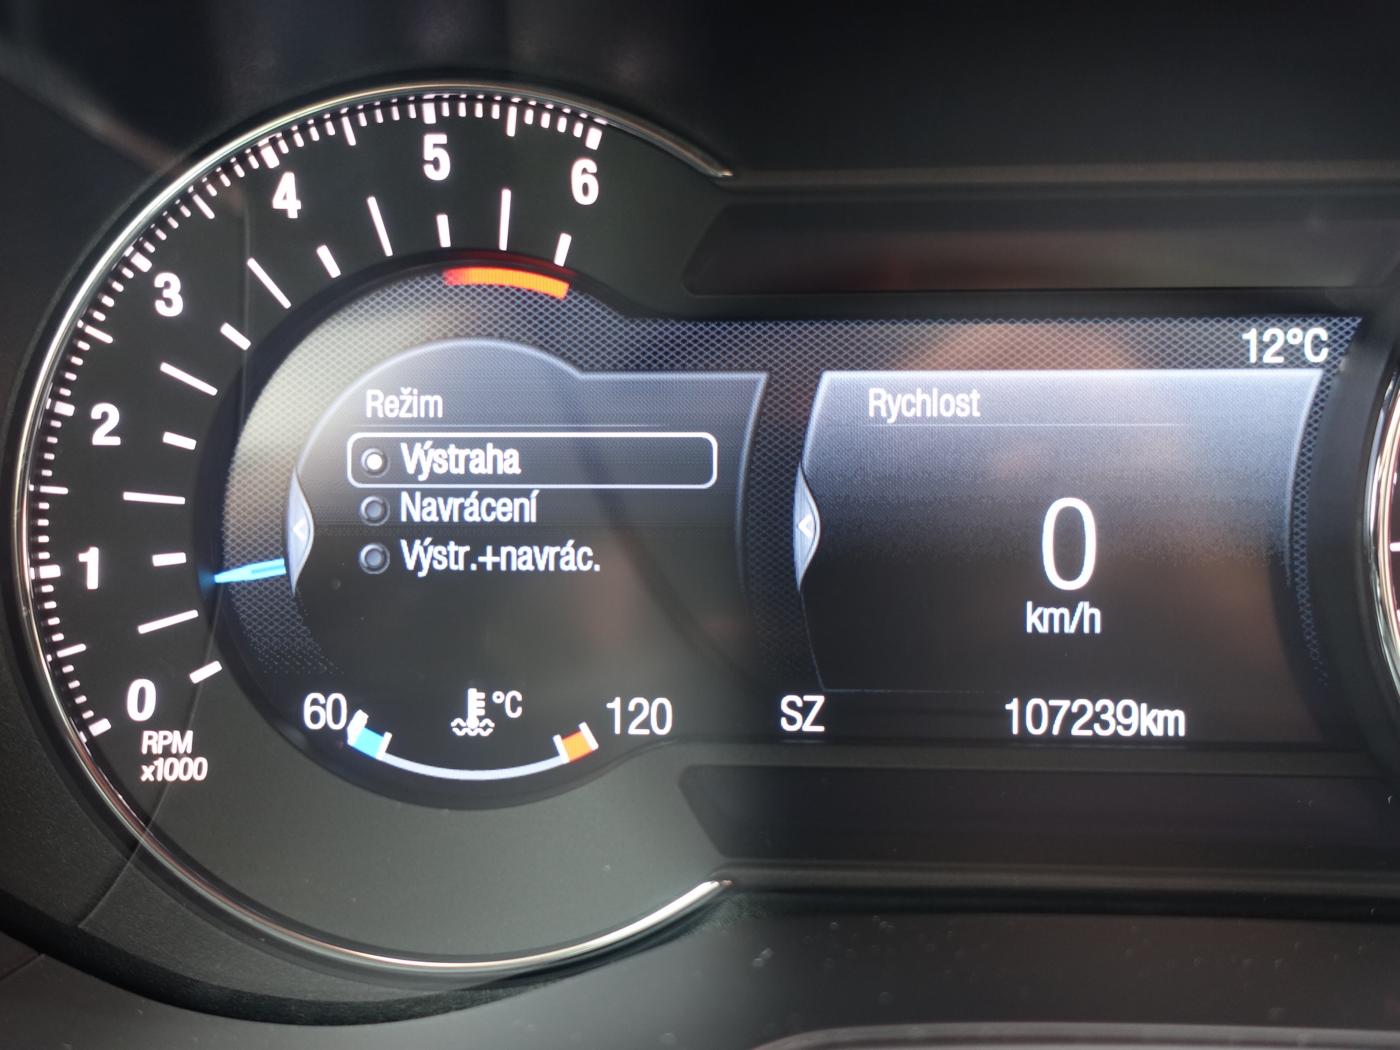 0
1
2
3
4
5
6
RPM
x1000
Režim
Výstraha
Navrácení
Výstr.+navrác.
60
°C
120
12°C
Rychlost
0
km/h
SZ
107239km